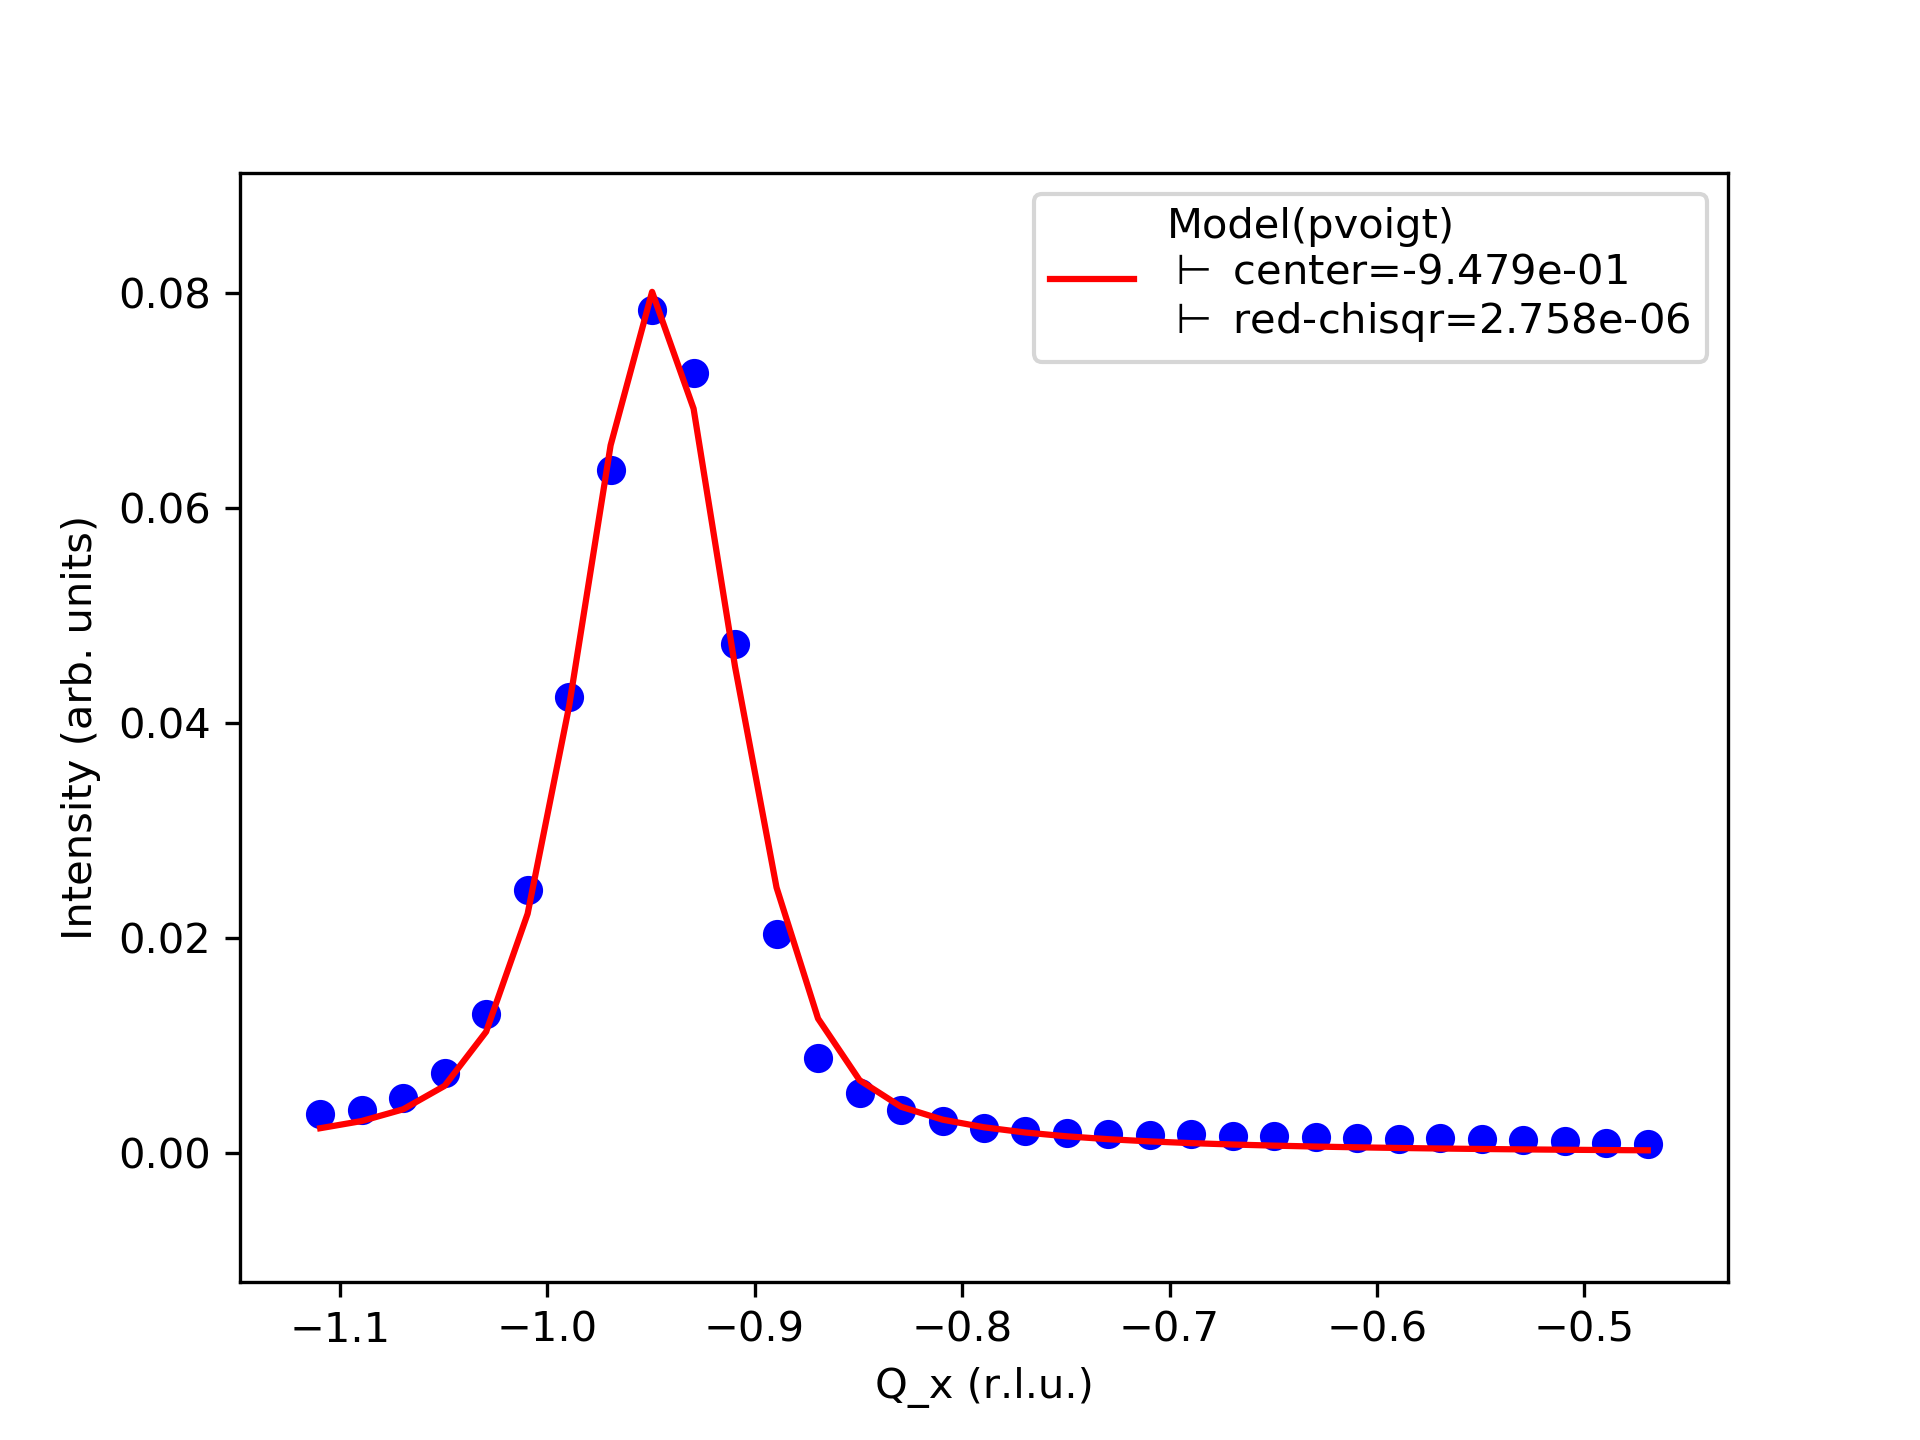 Model(pvoigt)
⊢ center=-9.479e-01
⊢ red-chisqr=2.758e-06
0.08
0.06
0.04
0.02
0.00
Intensity (arb. units)
−1.1 −1.0 −0.9 −0.8 −0.7 −0.6 −0.5
Q_x (r.l.u.)